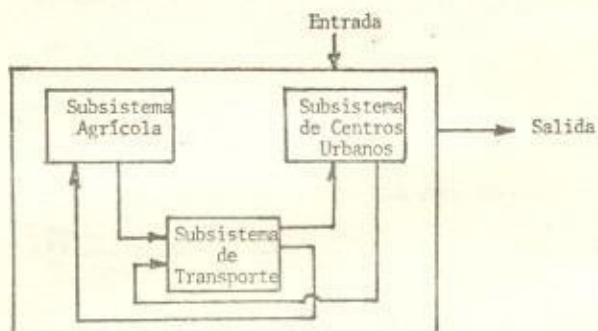 Entrada
Subsistema
Agrícola
Subsistema
de Centros
Urbanos
Salida
Subsistema
de
Transporte